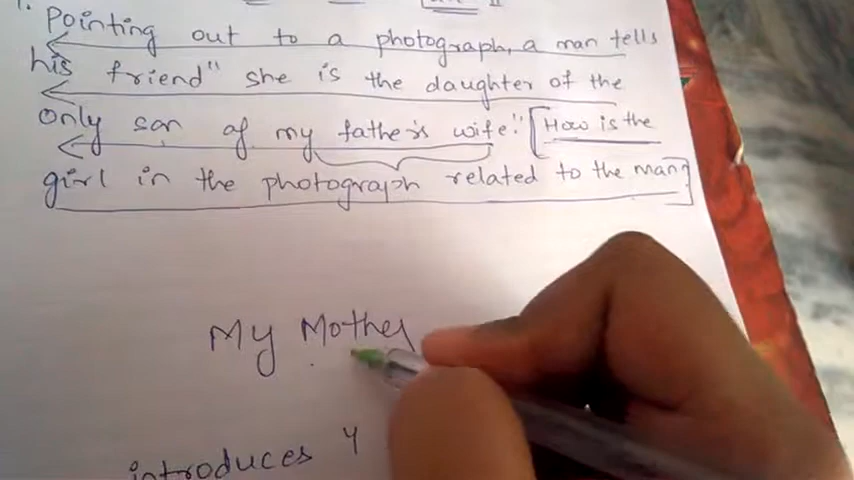 1. Pointing out to a photograph, a man tells
his friend" she is the daughter of the
only son of my father's wife." [How is the
girl in the photograph related to the man]
My Mother
introduces